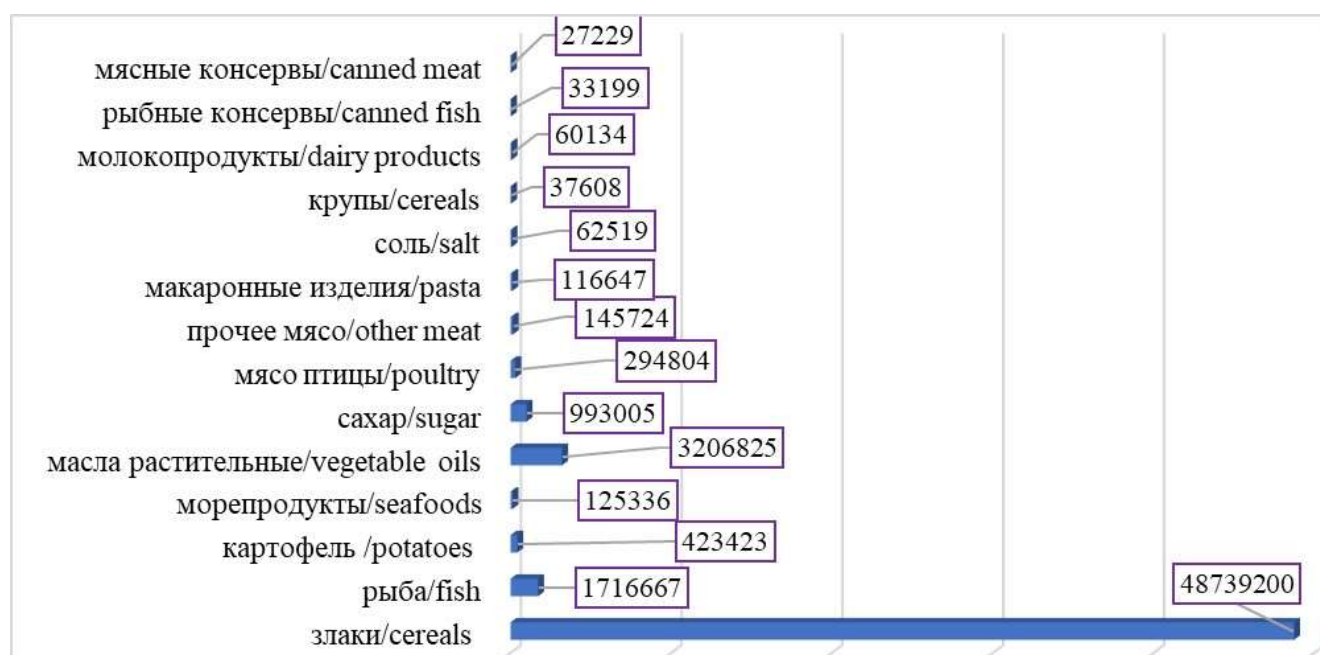 27229
мясные консервы/canned meat
33199
рыбные консервы/canned fish
60134
молокопродукты/dairy products
37608
крупы/cereals
62519
соль/salt
116647
макаронные изделия/pasta
145724
прочее мясо/other meat
294804
мясо птицы/poultry
993005
сахар/sugar
3206825
масла растительные/vegetable oils
125336
морепродукты/seafoods
423423
картофель /potatoes
1716667
рыба/fish
48739200
злаки/cereals